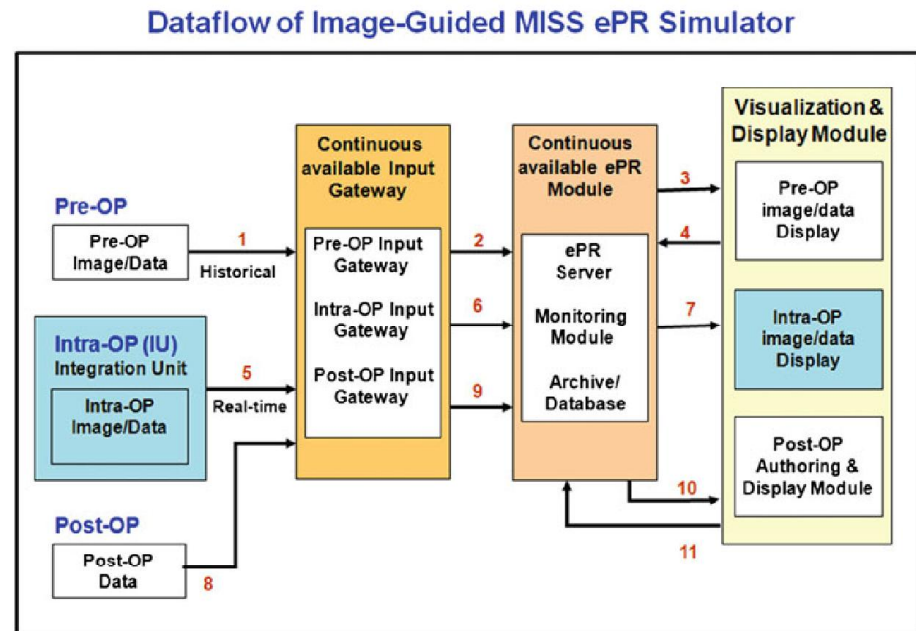 Dataflow of Image-Guided MISS ePR Simulator
Pre-OP
Pre-OP
Image/Data
1
Historical
Intra-OP (IU)
Integration Unit
Intra-OP
Image/Data
5
Real-time
Post-OP
Post-OP
Data
8
Continuous
available Input
Gateway
Pre-OP Input
Gateway
Intra-OP Input
Gateway
Post-OP Input
Gateway
2
6
9
Continuous
available ePR
Module
ePR
Server
Monitoring
Module
Archive/
Database
3
4
7
10
11
Visualization &
Display Module
Pre-OP
image/data
Display
Intra-OP
image/data
Display
Post-OP
Authoring &
Display Module